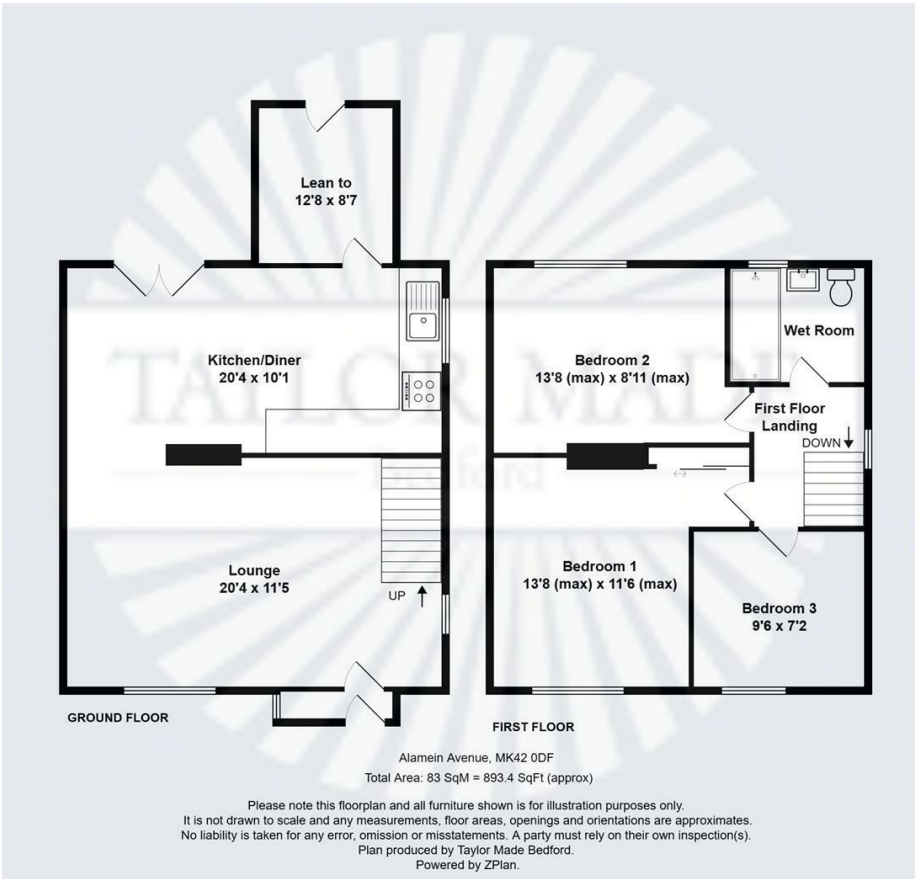 Lean to
12'8 x 8'7
Kitchen/Diner
20'4 x 10'1
Lounge
20'4 x 11'5
UP
GROUND FLOOR
Bedroom 2
13'8 (max) x 8'11 (max)
Wet Room
First Floor
Landing
DOWN
Bedroom 1
13'8 (max) x 11'6 (max)
Bedroom 3
9'6 x 7'2
FIRST FLOOR
TAYLOR MADE
Bedford
Alamein Avenue, MK42 0DF
Total Area: 83 SqM = 893.4 SqFt (approx)
Please note this floorplan and all furniture shown is for illustration purposes only.
It is not drawn to scale and any measurements, floor areas, openings and orientations are approximates.
No liability is taken for any error, omission or misstatements. A party must rely on their own inspection(s).
Plan produced by Taylor Made Bedford.
Powered by ZPlan.